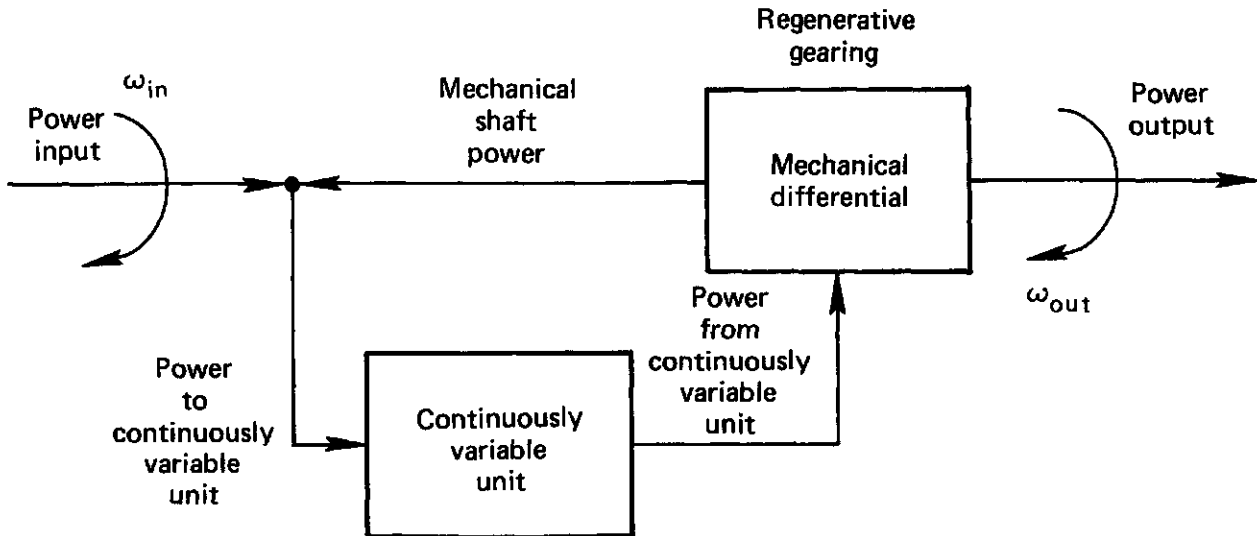 Regenerative
gearing
ω_in
Power
input
Mechanical
shaft
power
Mechanical
differential
Power
output
ω_out
Power
to
continuously
variable
unit
Continuously
variable
unit
Power
from
continuously
variable
unit